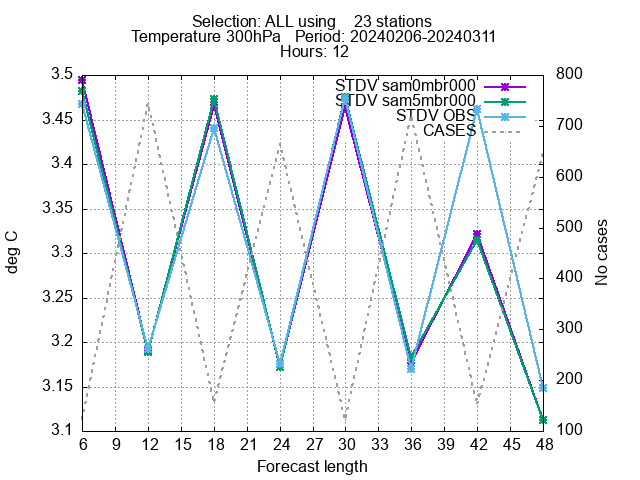 Selection: ALL using    23 stations
Temperature 300hPa   Period: 20240206-20240311
Hours: 12
STDV sam0mbr000
STDV sam5mbr000
STDV OBS
CASES
deg C
3.5
3.45
3.4
3.35
3.3
3.25
3.2
3.15
3.1
800
700
600
500
400
300
200
100
No cases
6 9 12 15 18 21 24 27 30 33 36 39 42 45 48
Forecast length